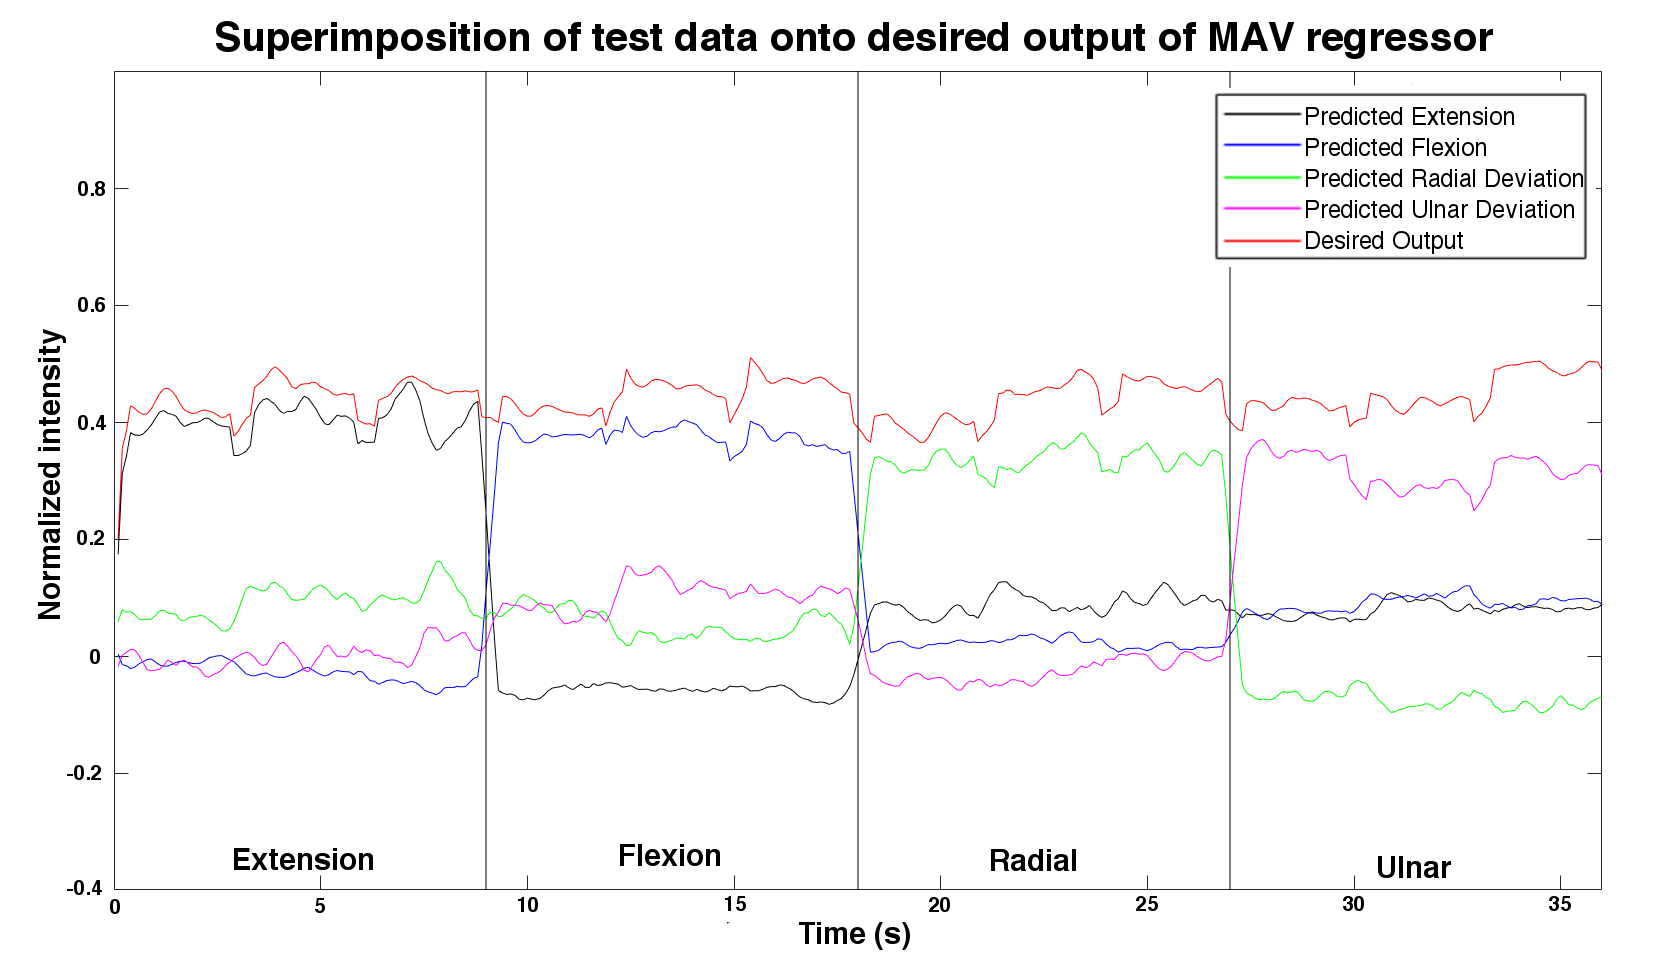 Superimposition of test data onto desired output of MAV regressor
Predicted Extension
Predicted Flexion
Predicted Radial Deviation
Predicted Ulnar Deviation
Desired Output
Normalized intensity
0.8
0.6
0.4
0.2
0
-0.2
-0.4
Extension
Flexion
Radial
Ulnar
0 5 10 15 20 25 30 35
Time (s)